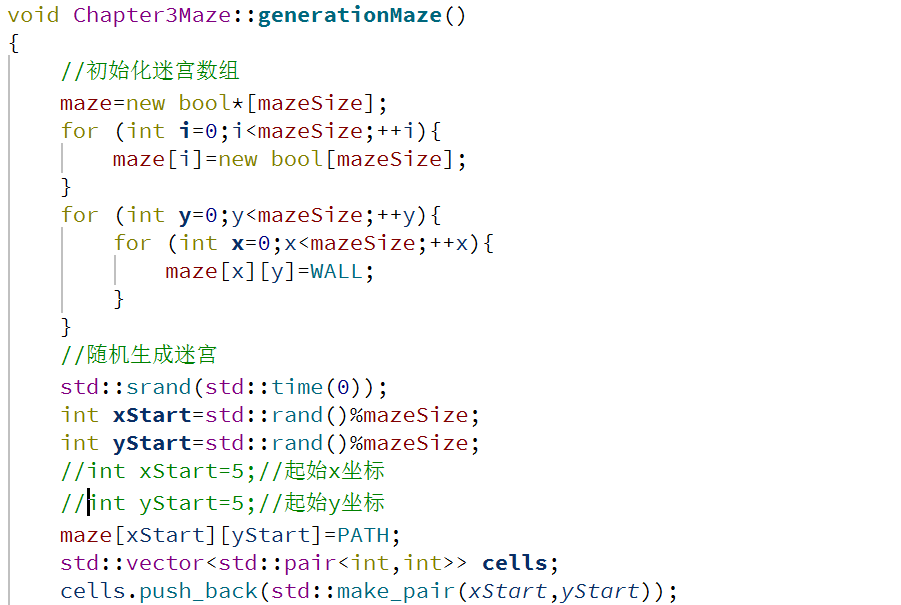 void Chapter3Maze::generationMaze()
{
    //初始化迷宫数组
    maze=new bool*[mazeSize];
    for (int i=0;i<mazeSize;++i){
        maze[i]=new bool[mazeSize];
    }
    for (int y=0;y<mazeSize;++y){
        for (int x=0;x<mazeSize;++x){
            maze[x][y]=WALL;
        }
    }
    //随机生成迷宫
    std::srand(std::time(0));
    int xStart=std::rand()%mazeSize;
    int yStart=std::rand()%mazeSize;
    //int xStart=5;//起始x坐标
    //int yStart=5;//起始y坐标
    maze[xStart][yStart]=PATH;
    std::vector<std::pair<int,int>> cells;
    cells.push_back(std::make_pair(xStart,yStart));